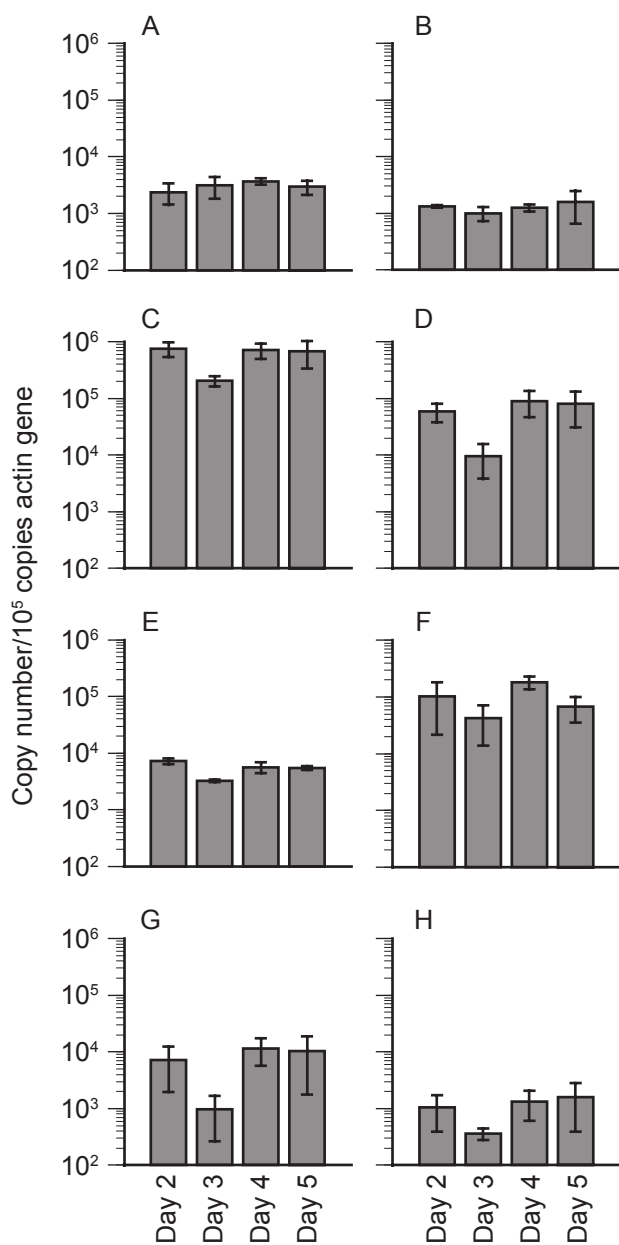 A
B
10⁶
10⁵
10⁴
10³
10²
C
D
10⁶
10⁵
10⁴
10³
10²
Copy number/10⁵ copies actin gene
E
F
10⁶
10⁵
10⁴
10³
10²
G
H
10⁶
10⁵
10⁴
10³
10²
Day 2
Day 3
Day 4
Day 5
Day 2
Day 3
Day 4
Day 5